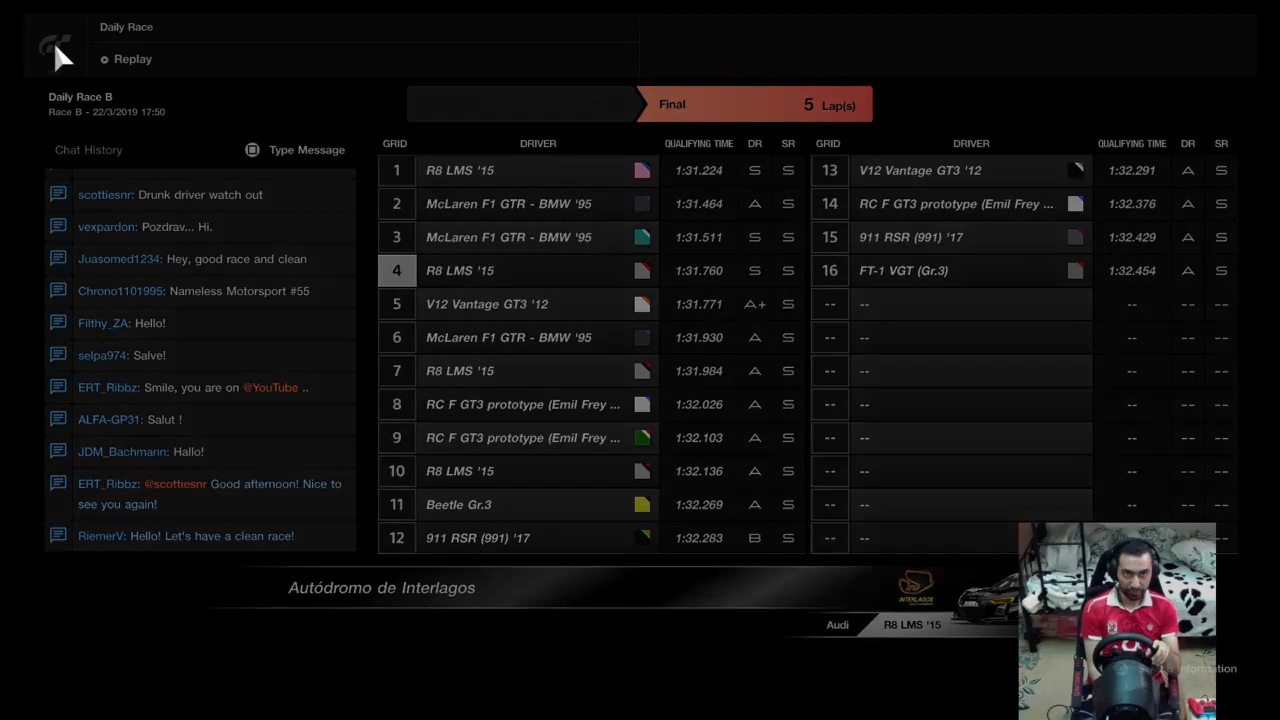 Daily Race
Replay
Daily Race B
Race B - 22/3/2019 17:50
Final 5 Lap(s)
Chat History Type Message
scottiesnr: Drunk driver watch out
vexpardon: Pozdrav... Hi.
Juasomed1234: Hey, good race and clean
Chrono1101995: Nameless Motorsport #55
Filthy_ZA: Hello!
selpa974: Salve!
ERT_Ribbz: Smile, you are on @YouTube ..
ALFA-GP31: Salut !
JDM_Bachmann: Hallo!
ERT_Ribbz: @scottiesnr Good afternoon! Nice to
see you again!
RiemerV: Hello! Let's have a clean race!
GRID DRIVER QUALIFYING TIME DR SR
1 R8 LMS '15 1:31.224 S S
2 McLaren F1 GTR - BMW '95 1:31.464 A S
3 McLaren F1 GTR - BMW '95 1:31.511 S S
4 R8 LMS '15 1:31.760 S S
5 V12 Vantage GT3 '12 1:31.771 A+ S
6 McLaren F1 GTR - BMW '95 1:31.930 A S
7 R8 LMS '15 1:31.984 A S
8 RC F GT3 prototype (Emil Frey ... 1:32.026 A S
9 RC F GT3 prototype (Emil Frey ... 1:32.103 A S
10 R8 LMS '15 1:32.136 A S
11 Beetle Gr.3 1:32.269 A S
12 911 RSR (991) '17 1:32.283 B S
GRID DRIVER QUALIFYING TIME DR SR
13 V12 Vantage GT3 '12 1:32.291 A S
14 RC F GT3 prototype (Emil Frey ... 1:32.376 A S
15 911 RSR (991) '17 1:32.429 A S
16 FT-1 VGT (Gr.3) 1:32.454 A S
-- -- -- -- --
-- -- -- -- --
-- -- -- -- --
-- -- -- -- --
-- -- -- -- --
-- -- -- -- --
-- -- -- -- --
-- -- -- -- --
Autódromo de Interlagos
INTERLAGOS
Audi R8 LMS '15
Information